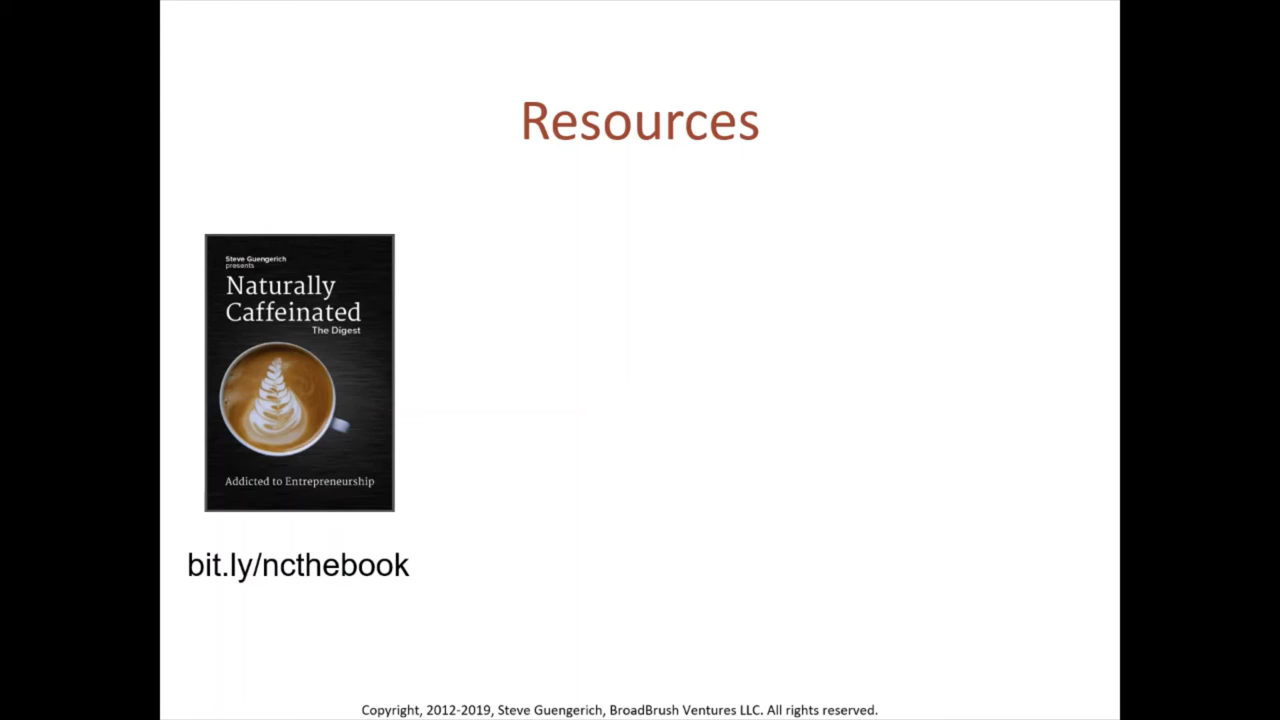 Resources
Steve Guengerich
presents
Naturally
Caffeinated
The Digest
Addicted to Entrepreneurship
bit.ly/ncthebook
Copyright, 2012-2019, Steve Guengerich, BroadBrush Ventures LLC. All rights reserved.